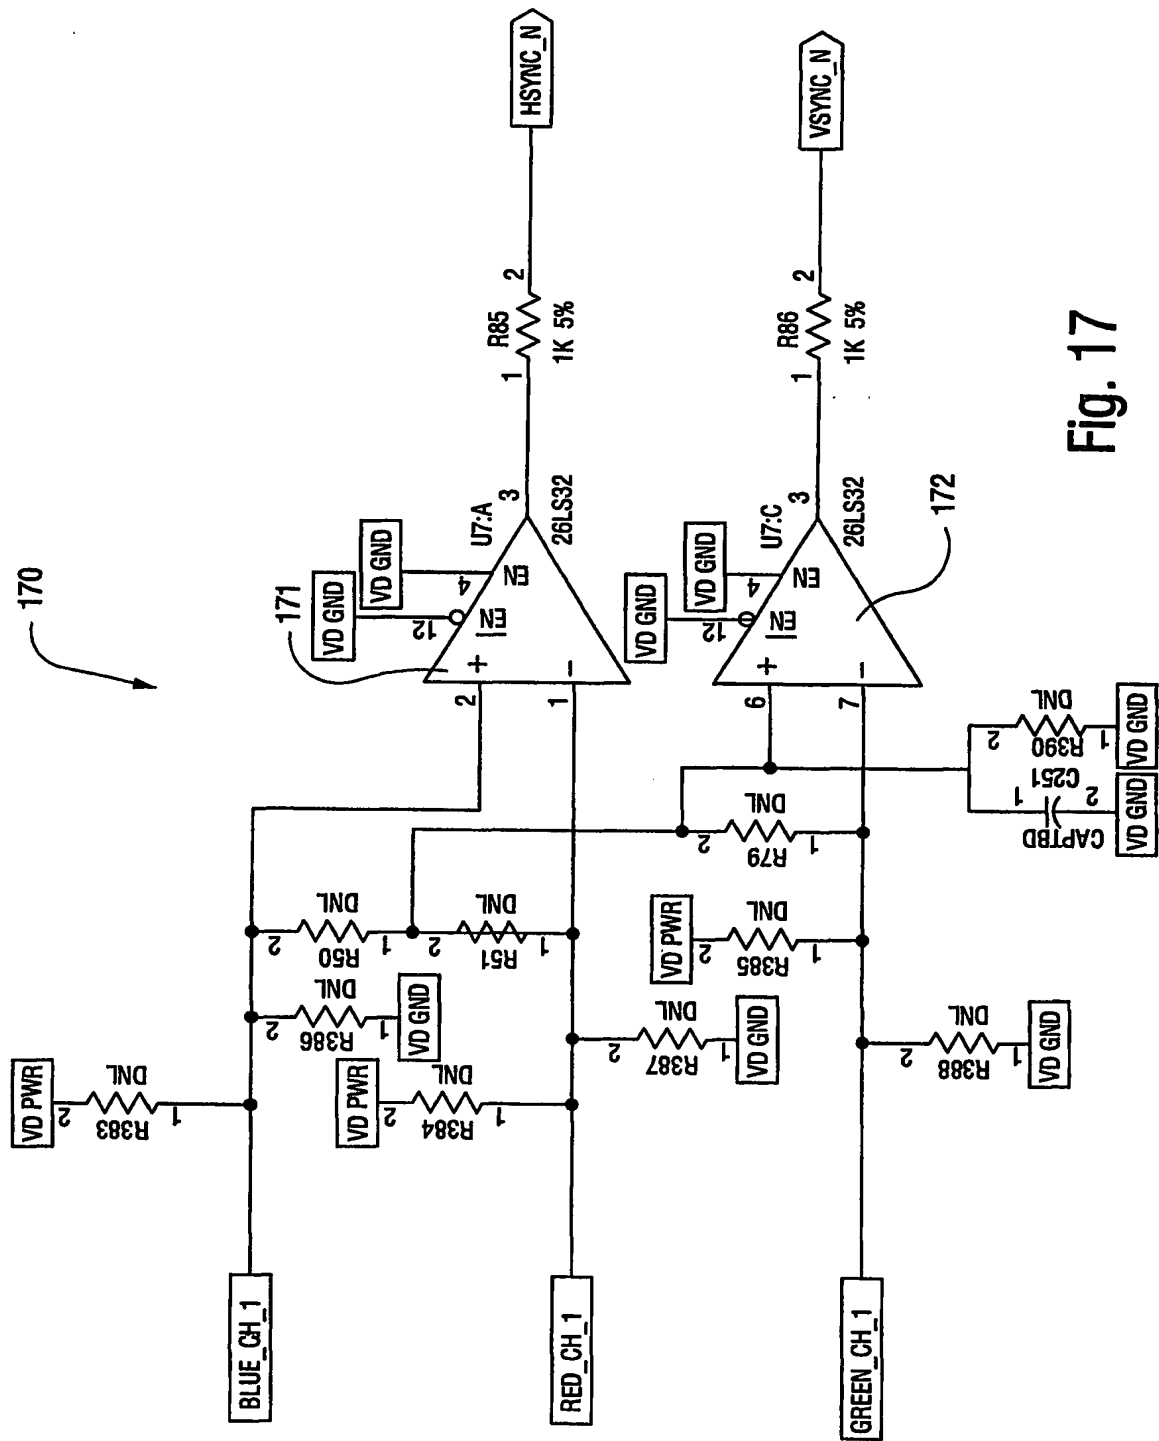 170
BLUE_CH_1
RED_CH_1
GREEN_CH_1
VD PWR
2
R383
DNL
1
2
R386
DNL
1
VD GND
VD PWR
2
R384
DNL
1
2
R50
DNL
1
2
R51
DNL
1
2
R387
DNL
1
VD GND
VD PWR
2
R385
DNL
1
2
R388
DNL
1
VD GND
2
R79
DNL
1
1
C251
2
CAPTBD
VD GND
2
R390
DNL
1
VD GND
171
VD GND
12
VD GND
4
2
+
EN
EN
1
-
U7:A
3
26LS32
R85
1
2
1K 5%
HSYNC_N
VD GND
12
VD GND
4
6
+
EN
EN
7
-
U7:C
3
26LS32
172
R86
1
2
1K 5%
VSYNC_N
Fig. 17